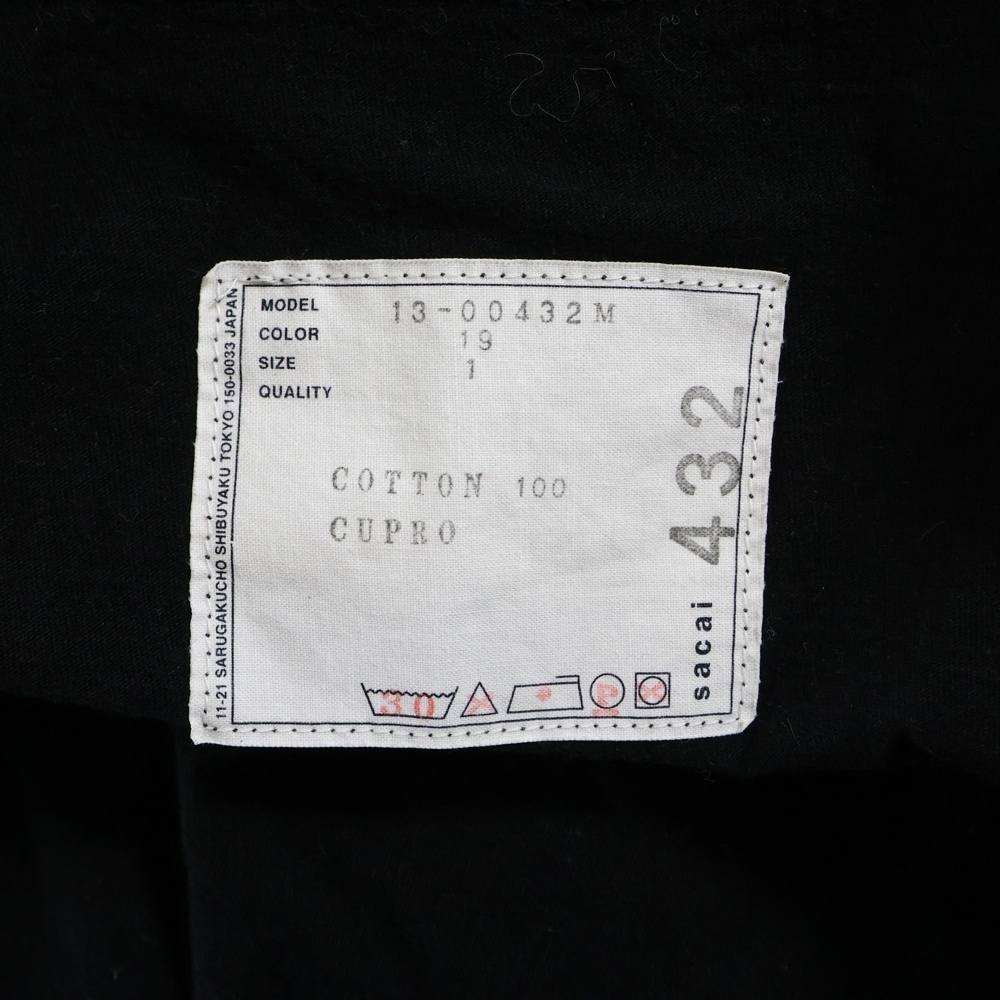 MODEL 13-00432M
COLOR 19
SIZE 1
QUALITY
COTTON 100
CUPRO
30 P
sacai 432
11-21 SARUGAKUCHO SHIBUYAKU TOKYO 150-0033 JAPAN